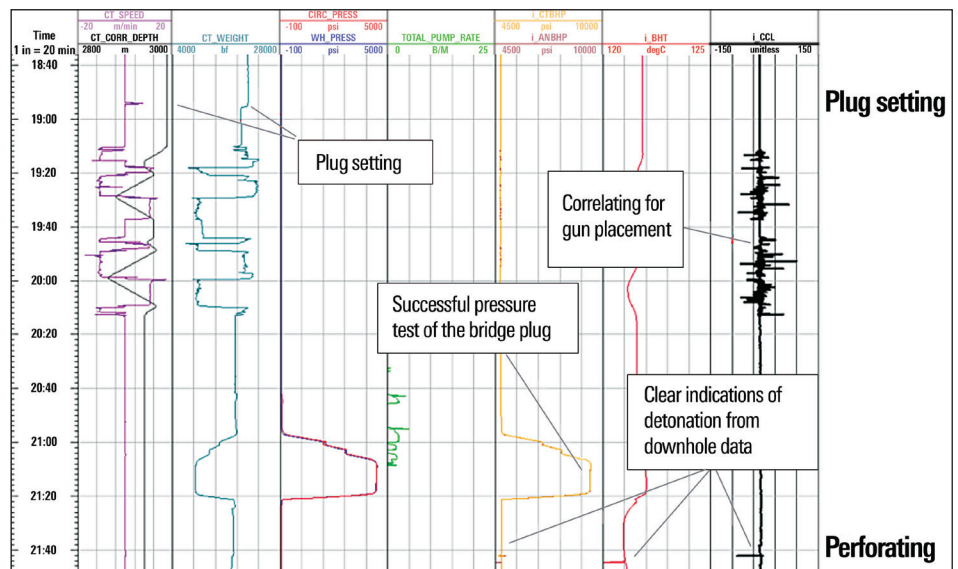 CT_SPEED
-20 m/min 20
CIRC_PRESS
-100 psi 5000
i_CTBHP
4500 psi 10000
Time
1 in = 20 min
CT_CORR_DEPTH
2800 m 3000
CT_WEIGHT
4000 bf 28000
WH_PRESS
-100 psi 5000
TOTAL_PUMP_RATE
0 B/M 25
i_ANBHP
4500 psi 10000
i_BHT
120 degC 125
i_CCL
-150 unitless 150
18:40
Plug setting
19:00
Plug setting
19:20
Correlating for
gun placement
19:40
20:00
Successful pressure
test of the bridge plug
20:20
20:40
Clear indications of
detonation from
downhole data
21:00
21:20
21:40
Perforating